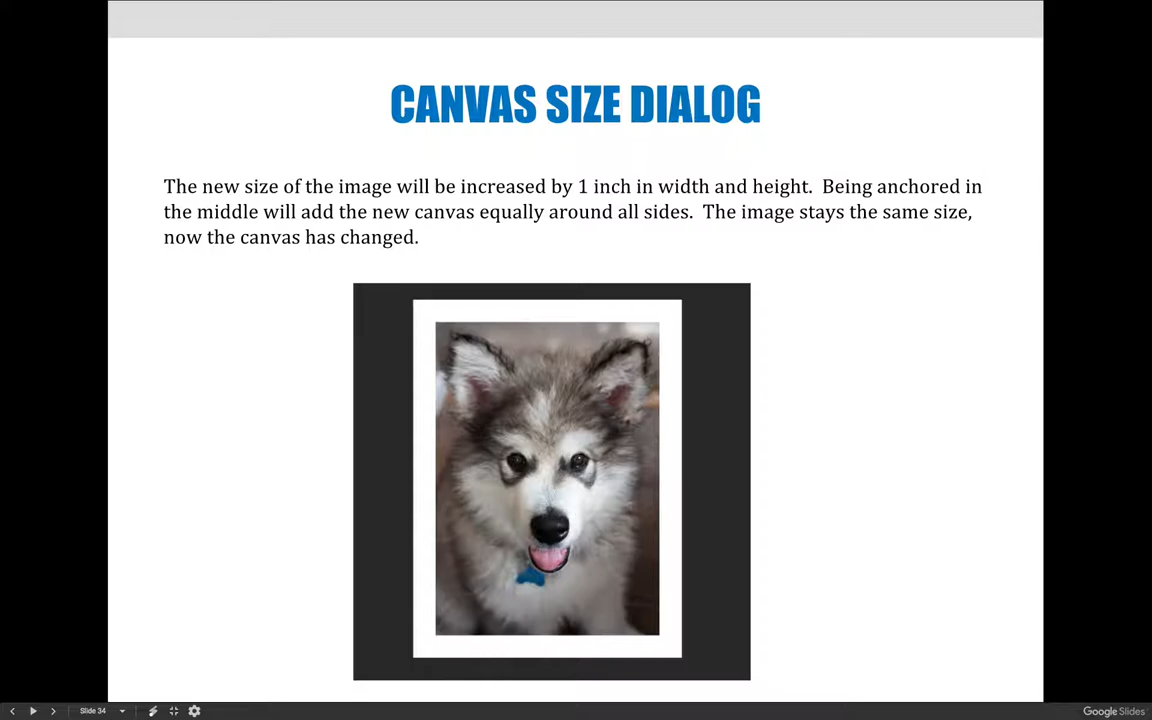 CANVAS SIZE DIALOG
The new size of the image will be increased by 1 inch in width and height.  Being anchored in
the middle will add the new canvas equally around all sides.  The image stays the same size,
now the canvas has changed.
Slide 34
Google Slides